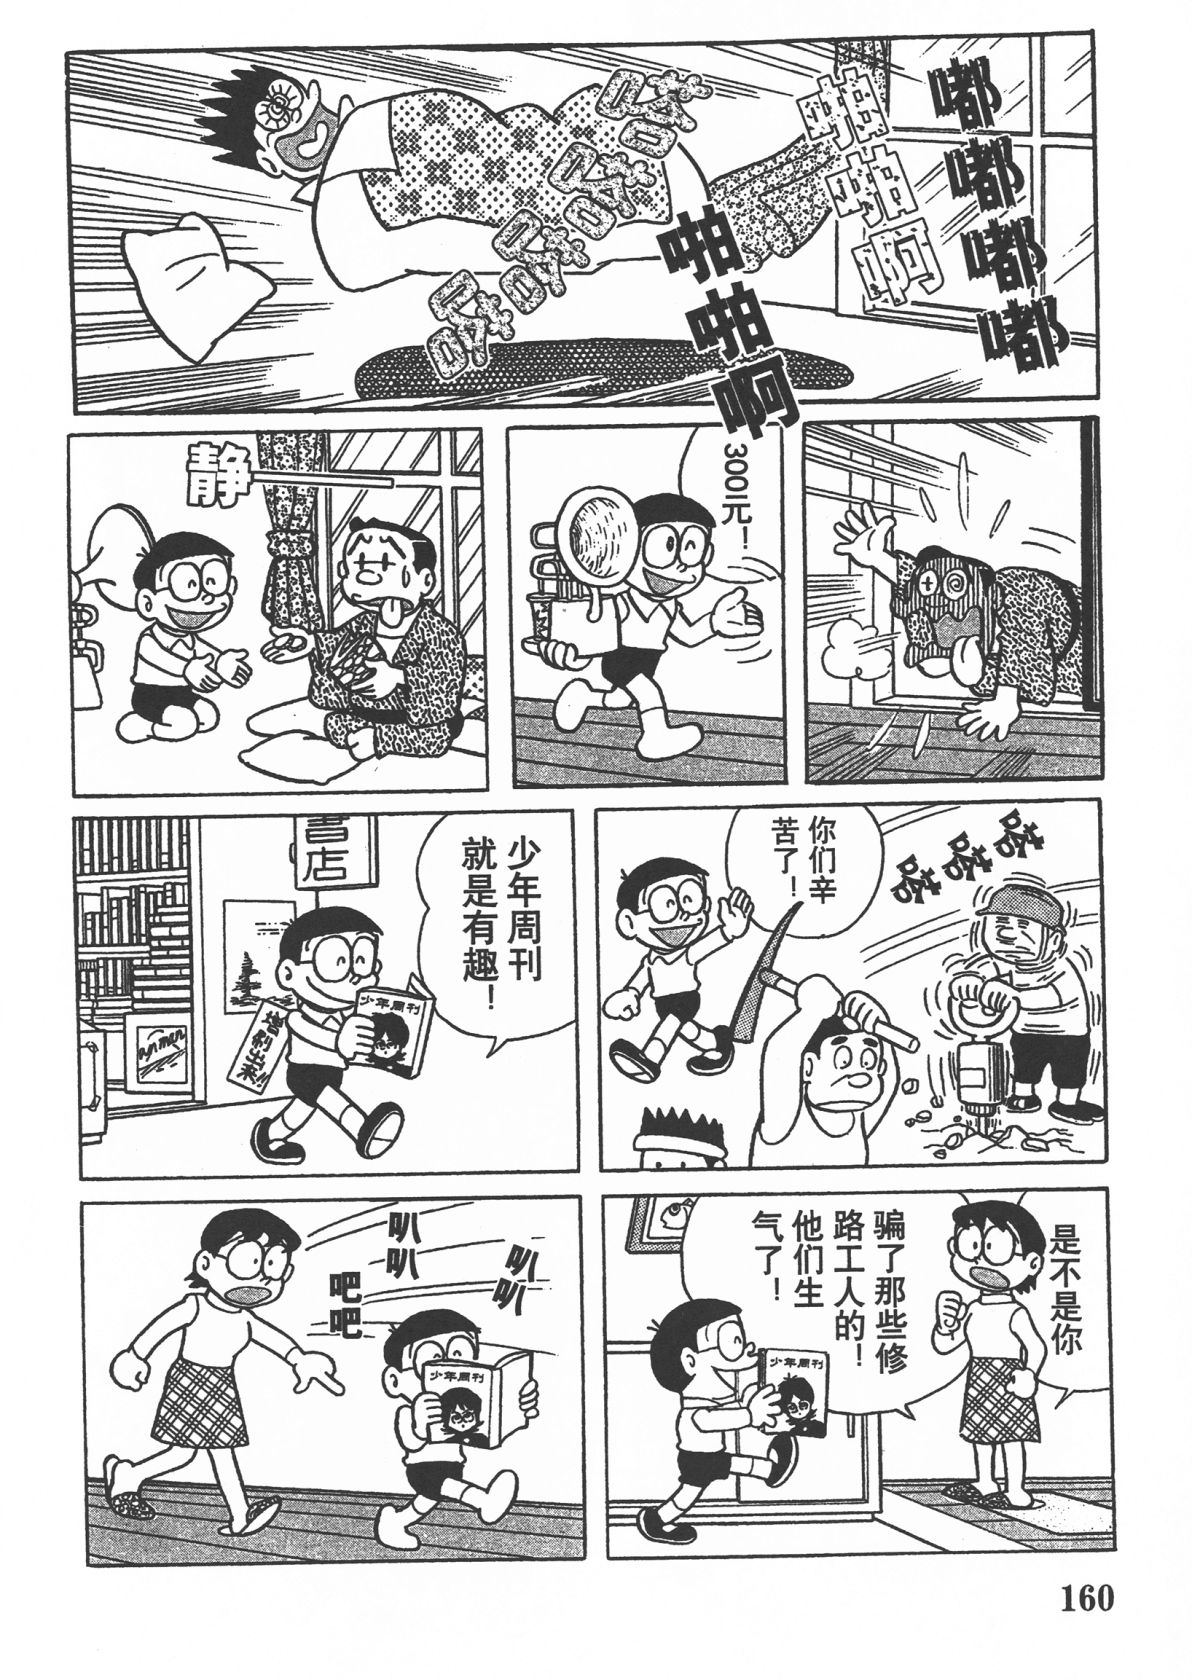 嘟嘟嘟嘟
啪啪啊
啪啪啊
嗒嗒嗒嗒
300元!
静—
嗒嗒嗒嗒
你们辛
苦了!
少年周刊
就是有趣!
書店
少年周刊
是不是你
骗了那些修
路工人的!
他们生
气了!
少年周刊
叭叭
叭叭
吧吧
少年周刊
160